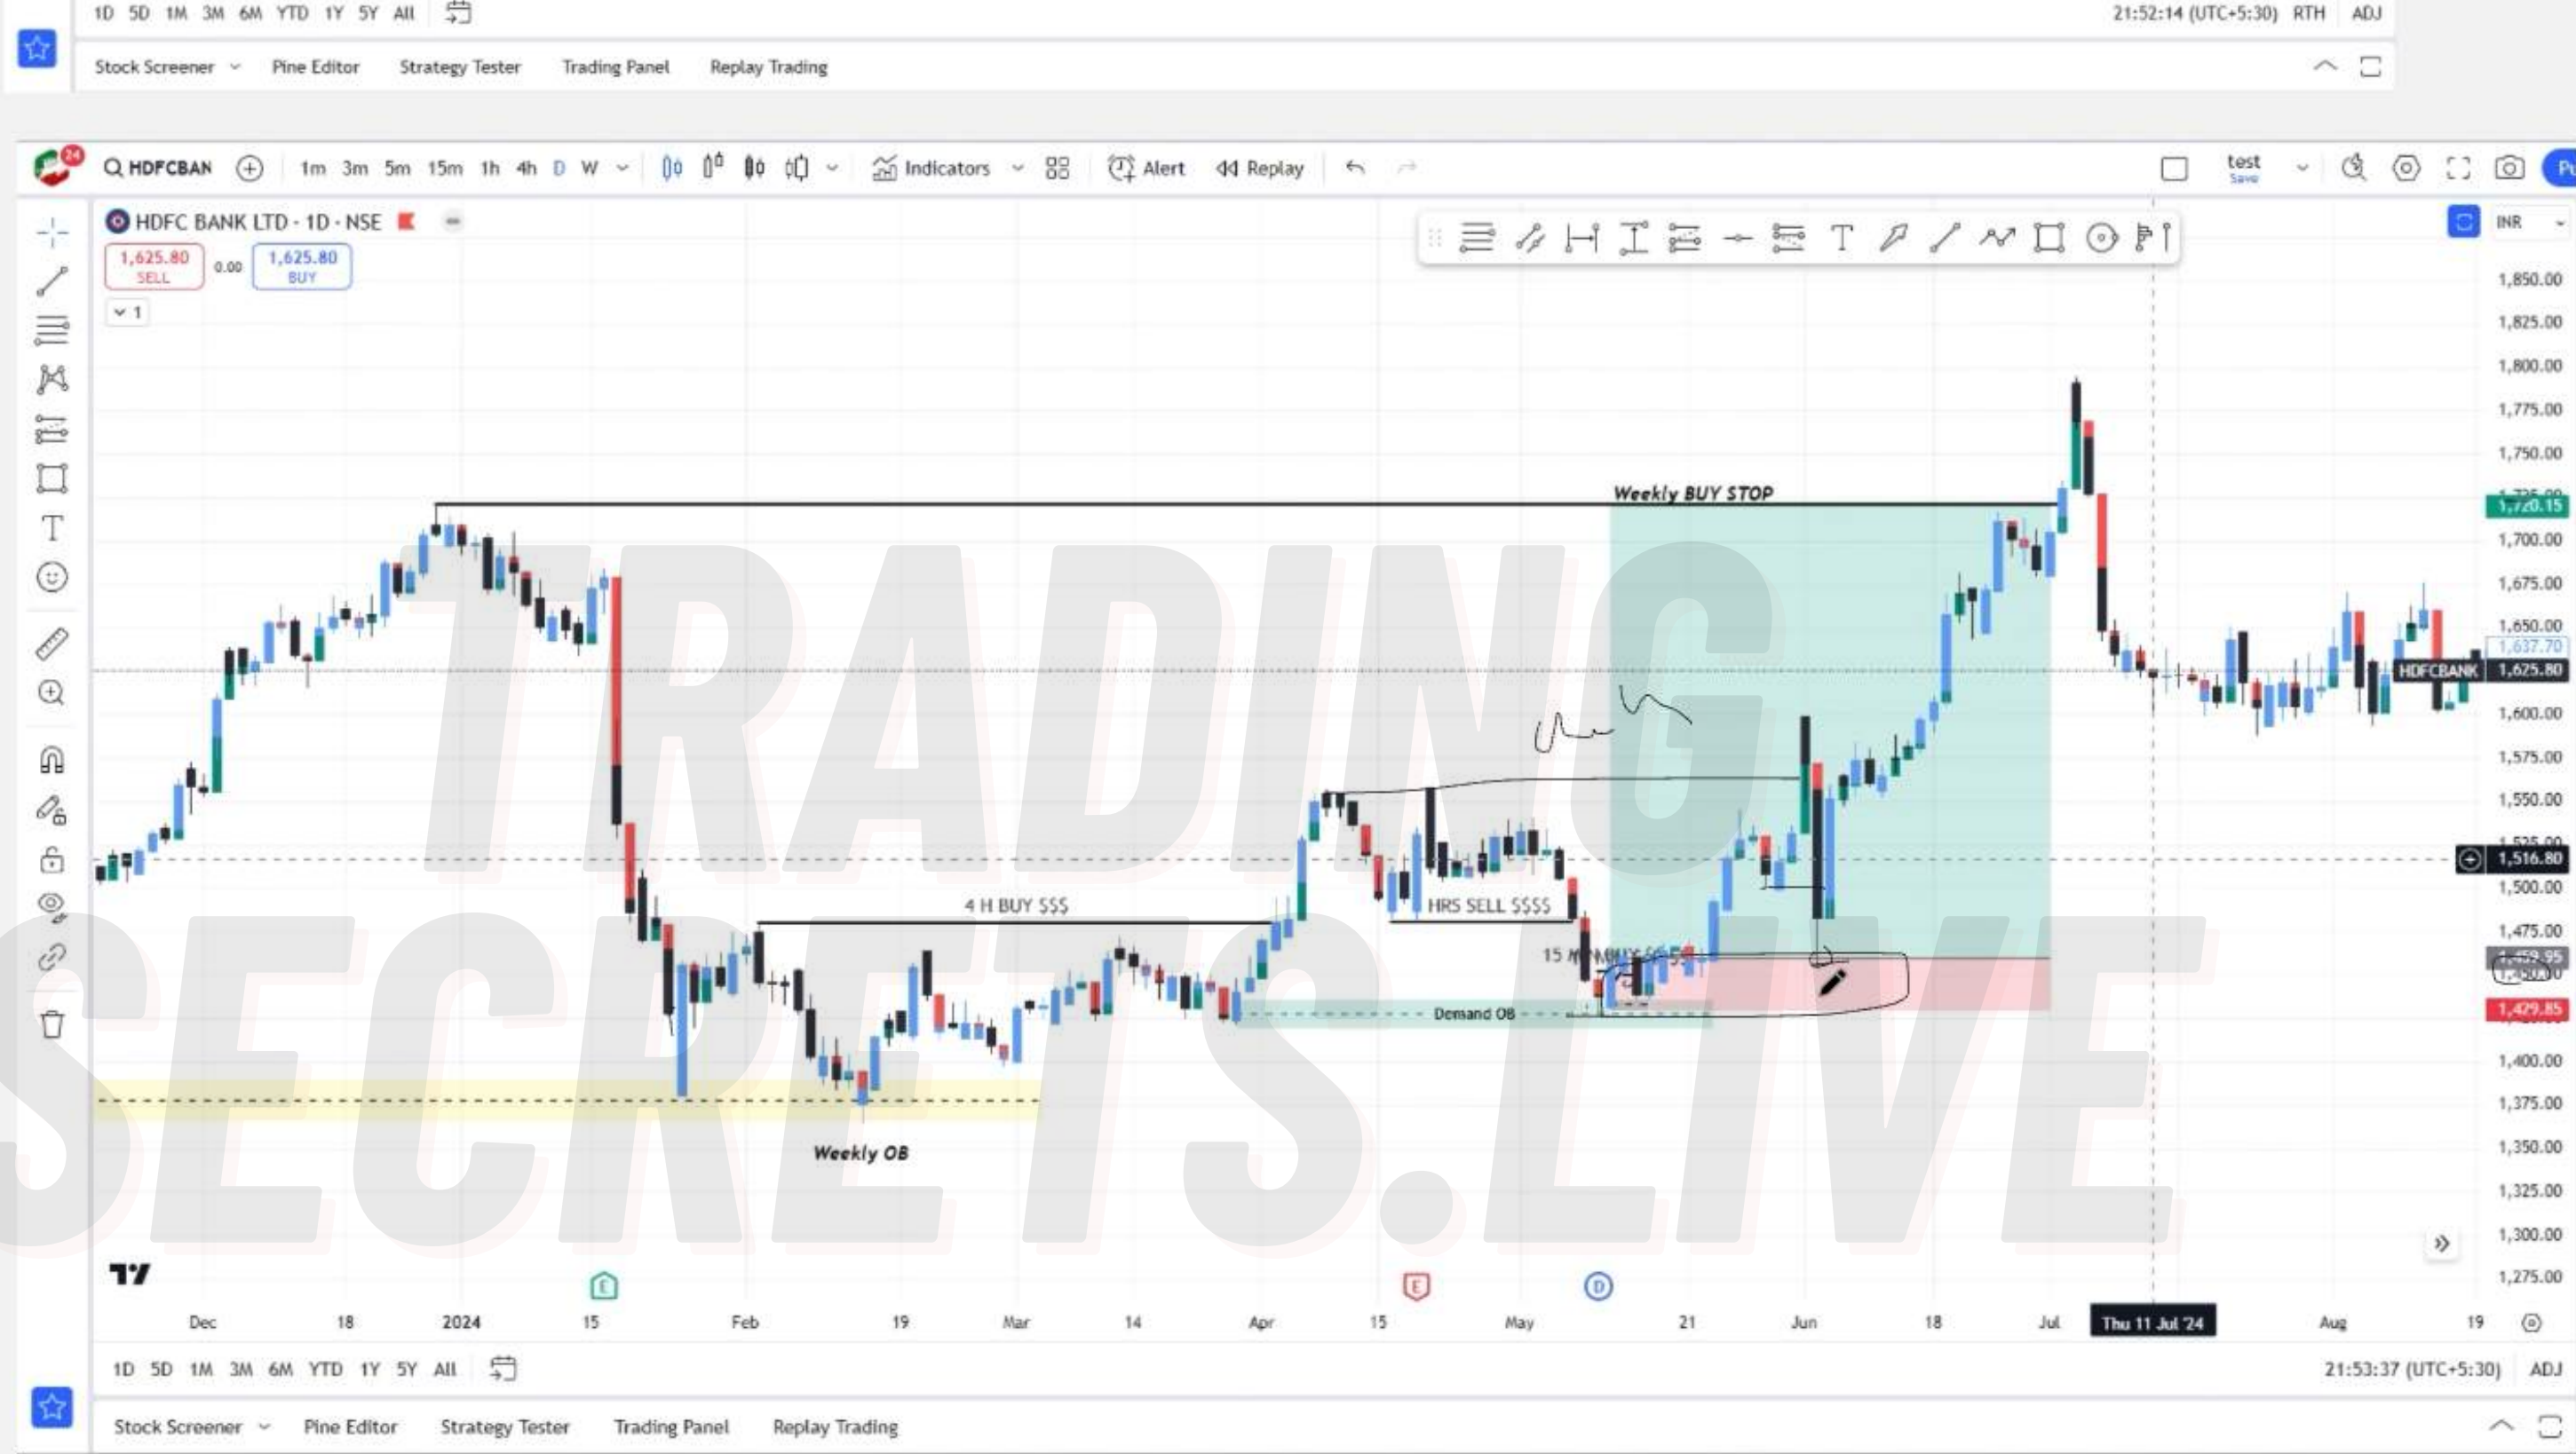 1D 5D 1M 3M 6M YTD 1Y 5Y All
21:52:14 (UTC+5:30) RTH ADJ
Stock Screener Pine Editor Strategy Tester Trading Panel Replay Trading
24
HDFCBAN 1m 3m 5m 15m 1h 4h D W Indicators Alert Replay test
Save
Pu
HDFC BANK LTD · 1D · NSE
INR
1,625.80 0.00 1,625.80
SELL BUY
1
1,850.00
1,825.00
1,800.00
1,775.00
1,750.00
Weekly BUY STOP
1,720.15
1,700.00
1,675.00
1,650.00
1,637.70
HDFCBANK 1,625.80
1,600.00
1,575.00
1,550.00
1,516.80
1,500.00
4 H BUY $$$
HRS SELL $$$$
1,475.00
1,429.85
Demand OB
1,400.00
1,375.00
Weekly OB
1,350.00
1,325.00
1,300.00
1,275.00
TRADING
SECRETS.LIVE
E E D
Dec 18 2024 15 Feb 19 Mar 14 Apr 15 May 21 Jun 18 Jul Thu 11 Jul '24 Aug 19
1D 5D 1M 3M 6M YTD 1Y 5Y All
21:53:37 (UTC+5:30) ADJ
Stock Screener Pine Editor Strategy Tester Trading Panel Replay Trading